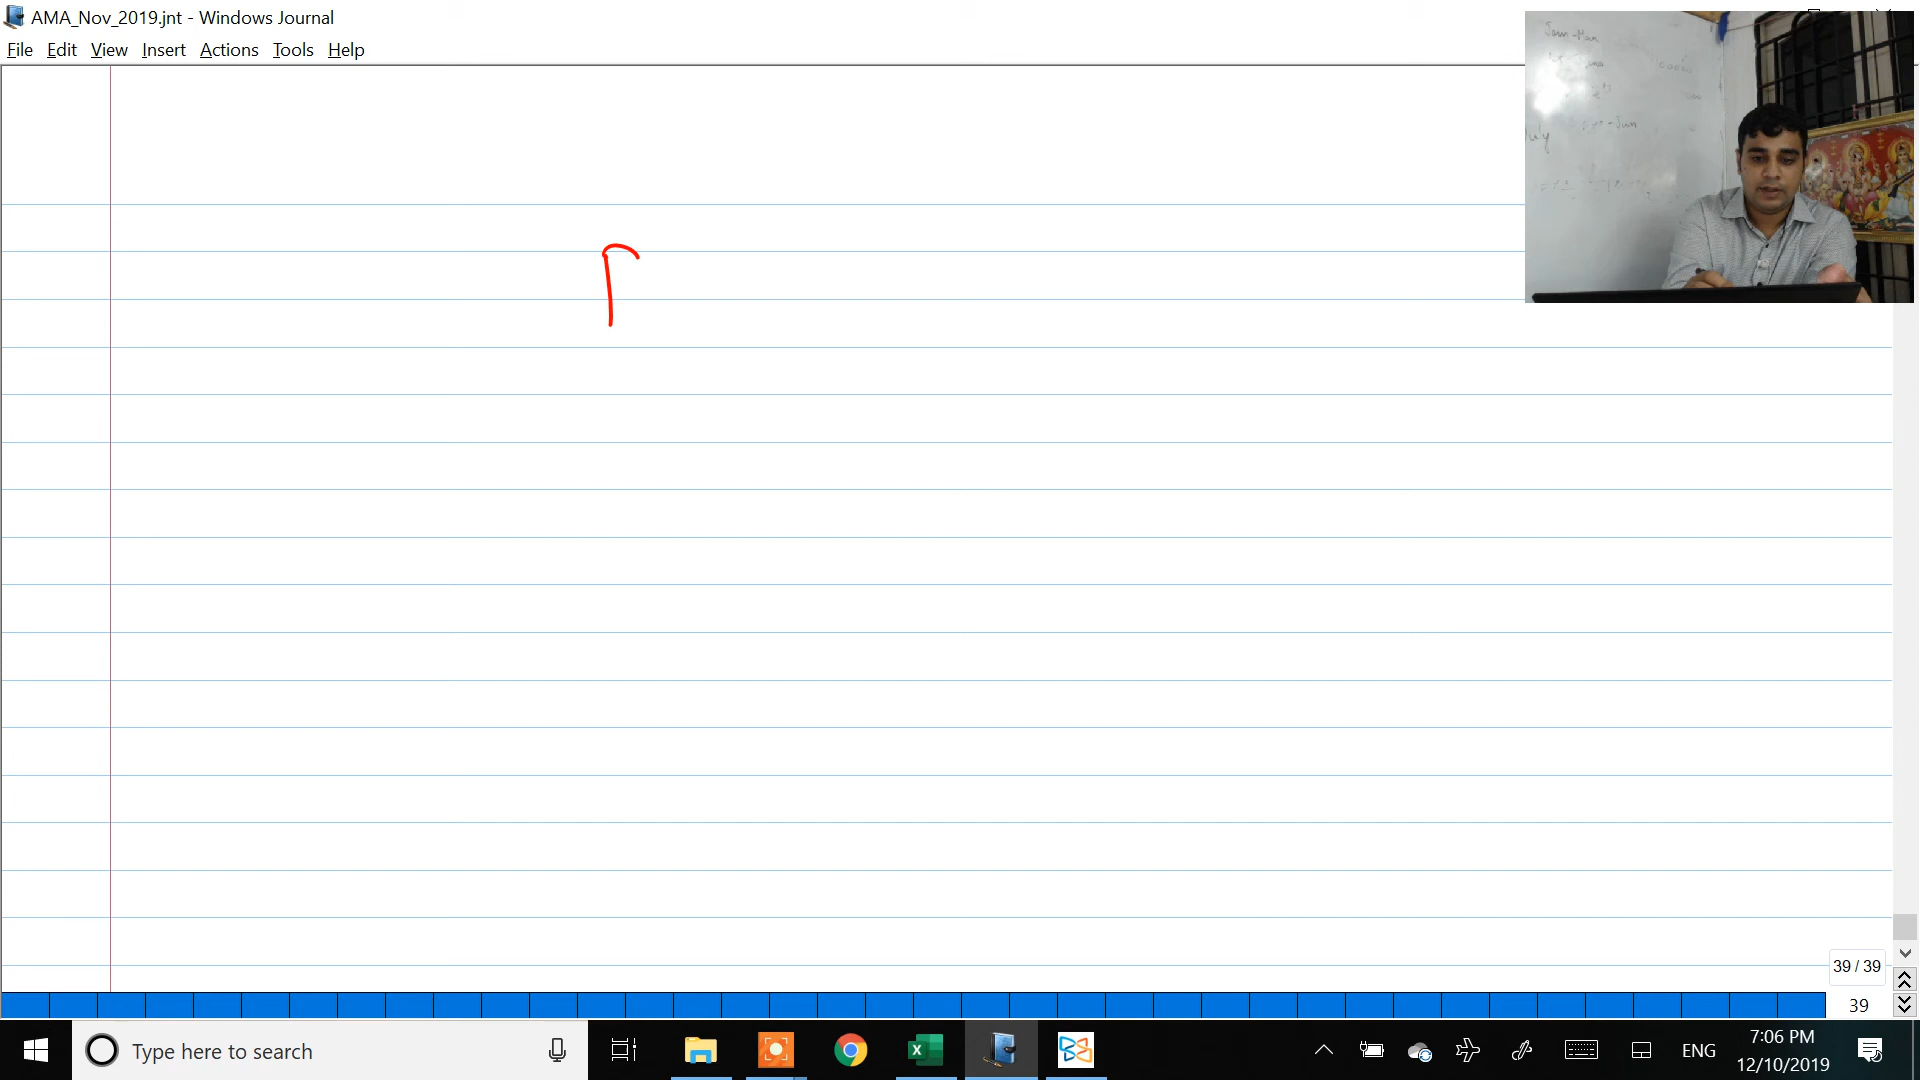 AMA_Nov_2019.jnt - Windows Journal
File Edit View Insert Actions Tools Help
39 / 39
39
Type here to search
ENG
7:06 PM
12/10/2019